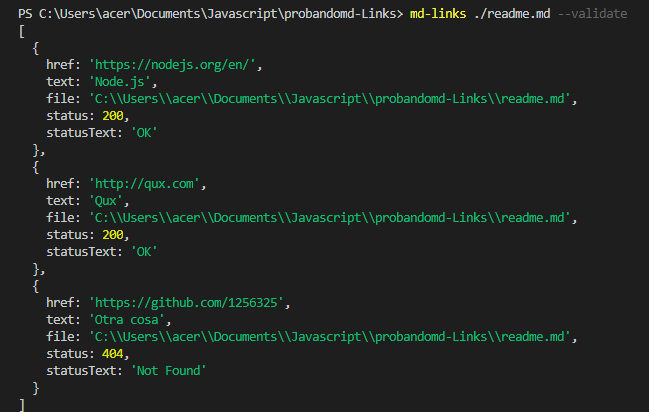 PS C:\Users\acer\Documents\Javascript\probandomd-Links> md-links ./readme.md --validate
[
  {
    href: 'https://nodejs.org/en/',
    text: 'Node.js',
    file: 'C:\\Users\\acer\\Documents\\Javascript\\probandomd-Links\\readme.md',
    status: 200,
    statusText: 'OK'
  },
  {
    href: 'http://qux.com',
    text: 'Qux',
    file: 'C:\\Users\\acer\\Documents\\Javascript\\probandomd-Links\\readme.md',
    status: 200,
    statusText: 'OK'
  },
  {
    href: 'https://github.com/1256325',
    text: 'Otra cosa',
    file: 'C:\\Users\\acer\\Documents\\Javascript\\probandomd-Links\\readme.md',
    status: 404,
    statusText: 'Not Found'
  }
]